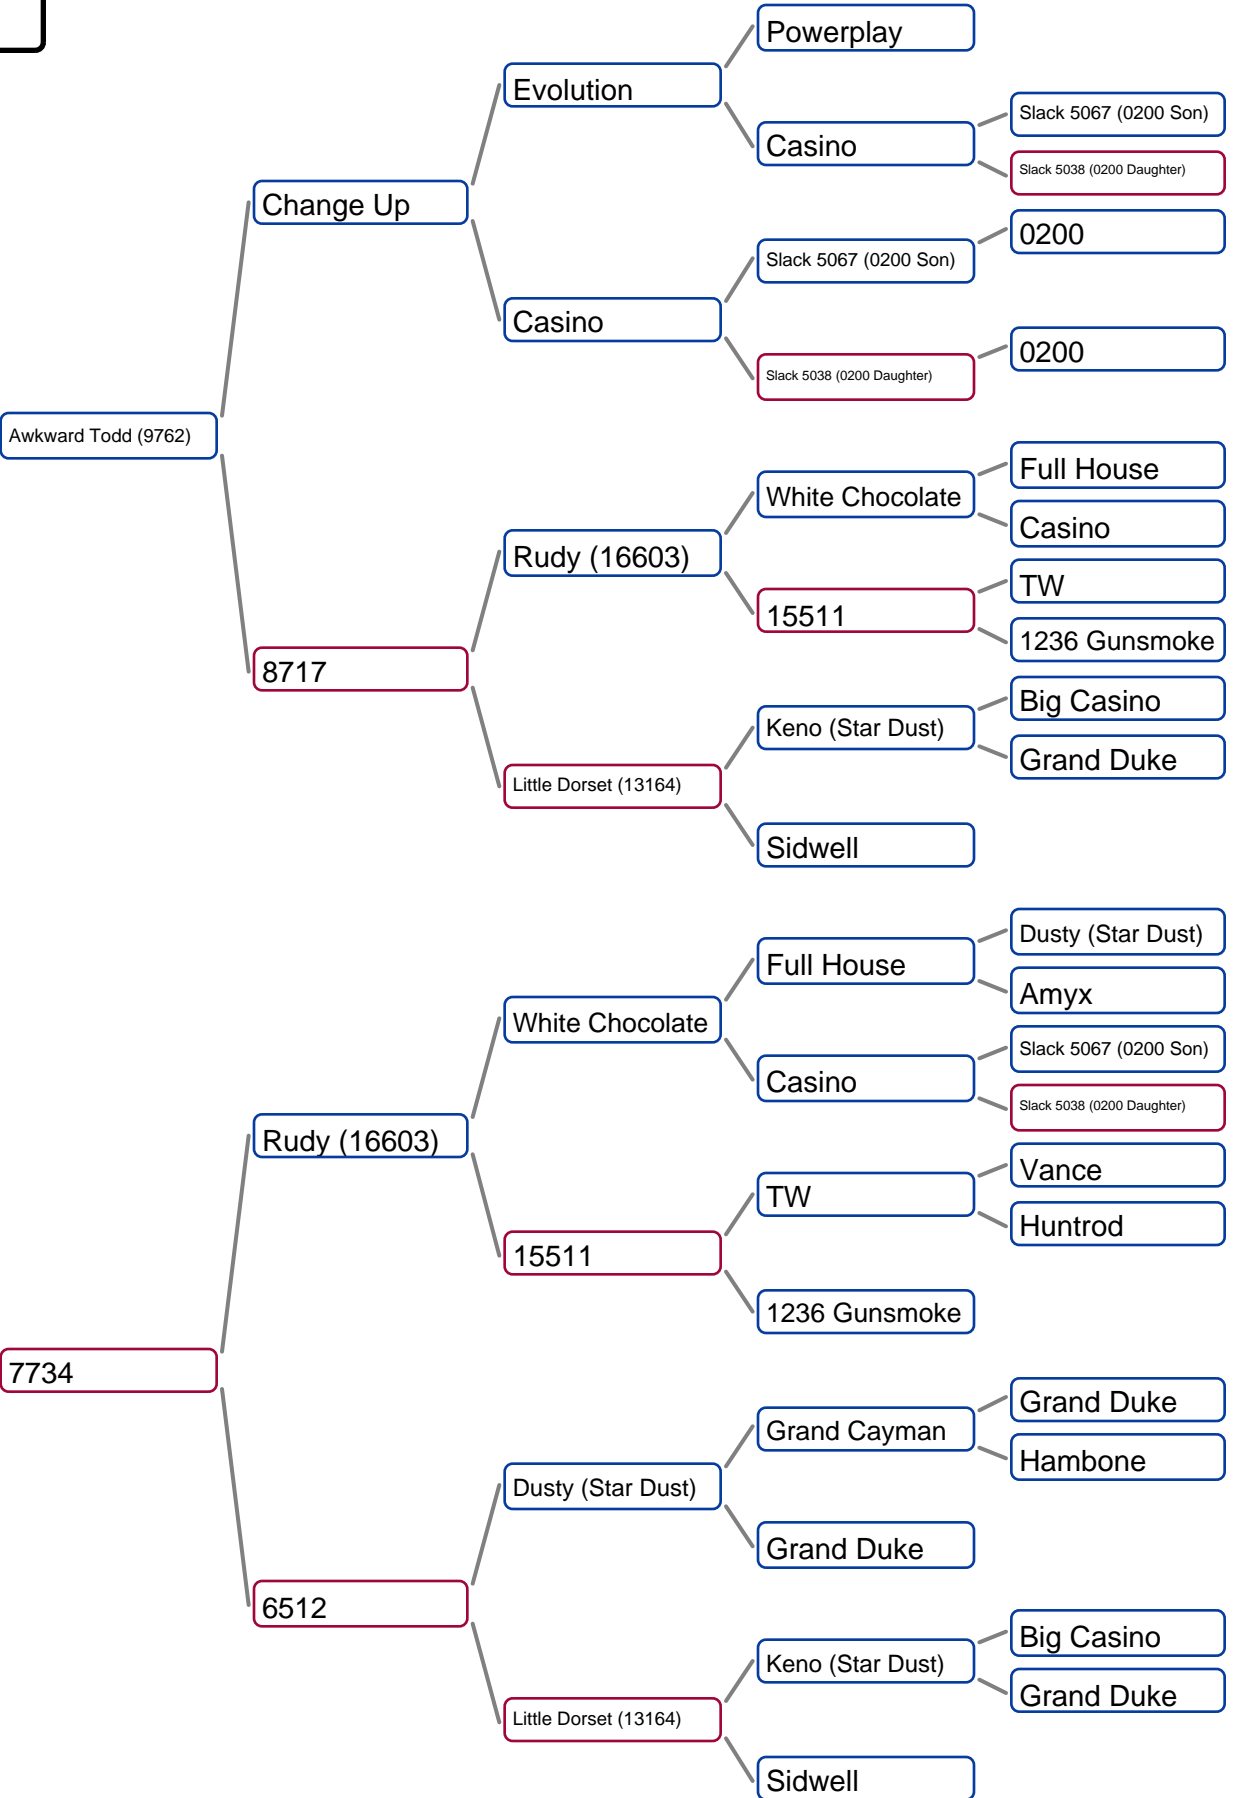 Powerplay
Evolution
Slack 5067 (0200 Son)
Casino
Slack 5038 (0200 Daughter)
Change Up
0200
Slack 5067 (0200 Son)
Casino
0200
Slack 5038 (0200 Daughter)
Awkward Todd (9762)
Full House
White Chocolate
Casino
Rudy (16603)
TW
15511
1236 Gunsmoke
8717
Big Casino
Keno (Star Dust)
Grand Duke
Little Dorset (13164)
Sidwell
Dusty (Star Dust)
Full House
Amyx
White Chocolate
Slack 5067 (0200 Son)
Casino
Slack 5038 (0200 Daughter)
Rudy (16603)
Vance
TW
Huntrod
15511
1236 Gunsmoke
7734
Grand Duke
Grand Cayman
Hambone
Dusty (Star Dust)
Grand Duke
6512
Big Casino
Keno (Star Dust)
Grand Duke
Little Dorset (13164)
Sidwell